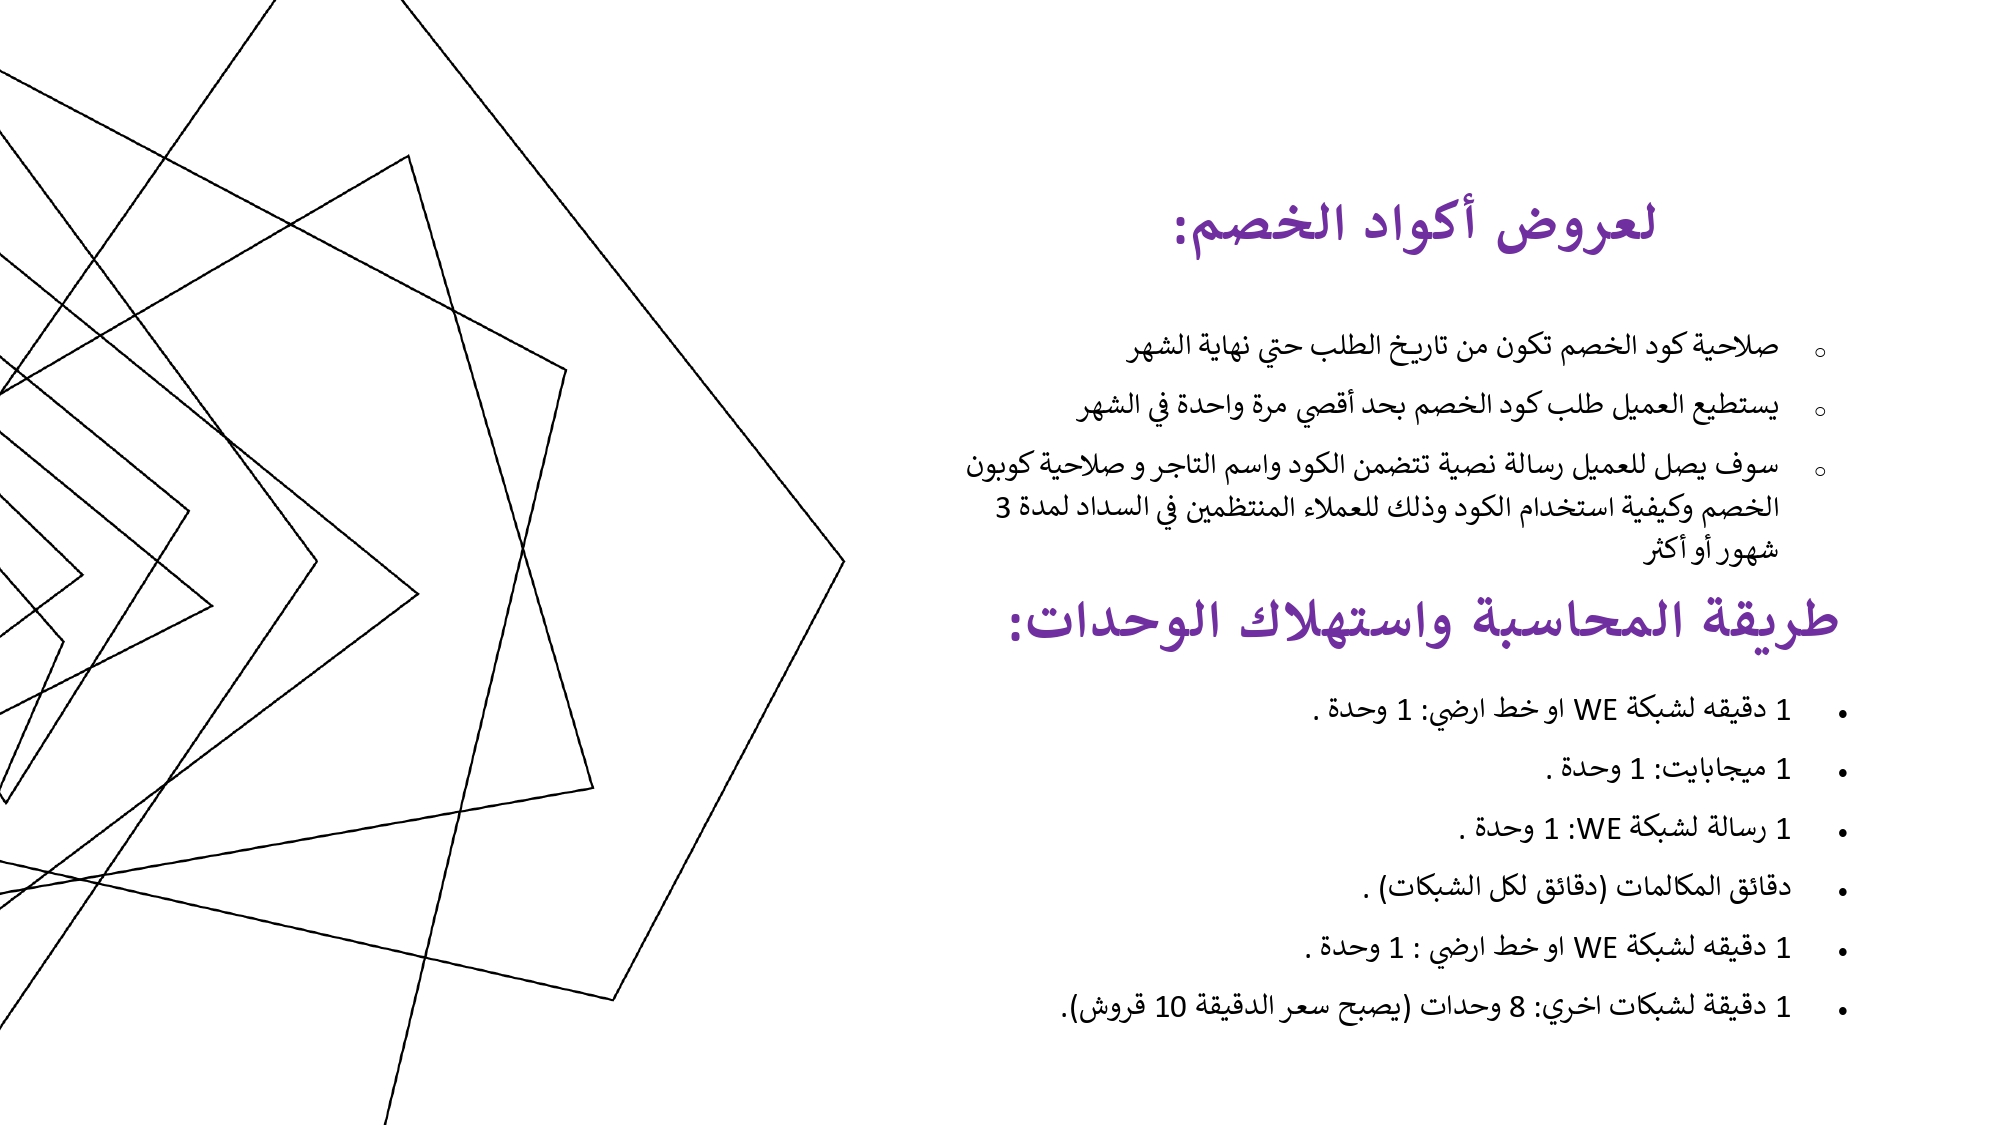 لعروض أكواد الخصم:
○ صلاحية كود الخصم تكون من تاريخ الطلب حتي نهاية الشهر
○ يستطيع العميل طلب كود الخصم بحد أقصي مرة واحدة في الشهر
○ سوف يصل للعميل رسالة نصية تتضمن الكود واسم التاجر و صلاحية كوبون
الخصم وكيفية استخدام الكود وذلك للعملاء المنتظمين في السداد لمدة 3
شهور أو أكثر
طريقة المحاسبة واستهلاك الوحدات:
• 1 دقيقه لشبكة WE او خط ارضي: 1 وحدة .
• 1 ميجابايت: 1 وحدة .
• 1 رسالة لشبكة WE: 1 وحدة .
• دقائق المكالمات (دقائق لكل الشبكات) .
• 1 دقيقه لشبكة WE او خط ارضي : 1 وحدة .
• 1 دقيقة لشبكات اخري: 8 وحدات (يصبح سعر الدقيقة 10 قروش).